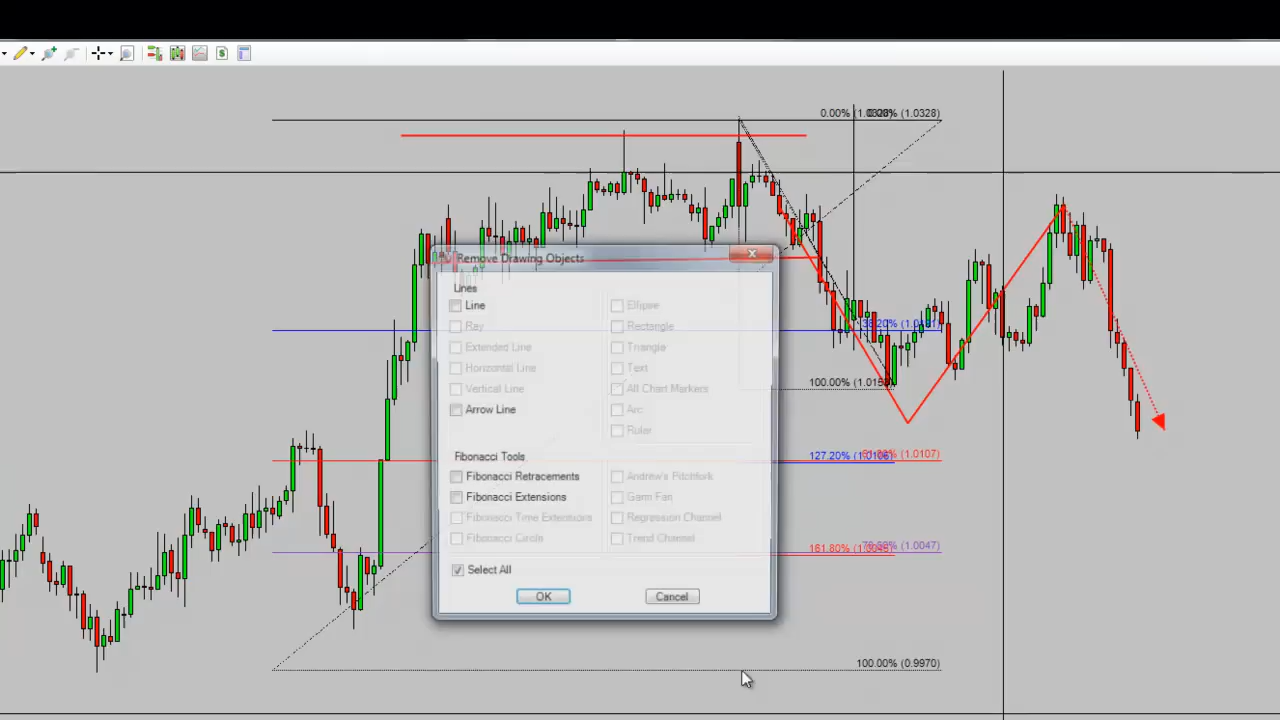 (1.0328)
Remove Drawing Objects
Lines
Line
Ellipse
Ray
Rectangle
Extended Line
Triangle
Horizontal Line
Text
Vertical Line
All Chart Markers
Arrow Line
Arc
Ruler
Fibonacci Tools
Fibonacci Retracements
Andrew's Pitchfork
Fibonacci Extensions
Gann Fan
Fibonacci Time Extensions
Regression Channel
Fibonacci Circle
Trend Channel
Select All
OK
Cancel
0.00%
100.00%
127.20%
(1.0107)
161.80%
(1.0047)
100.00% (0.9970)